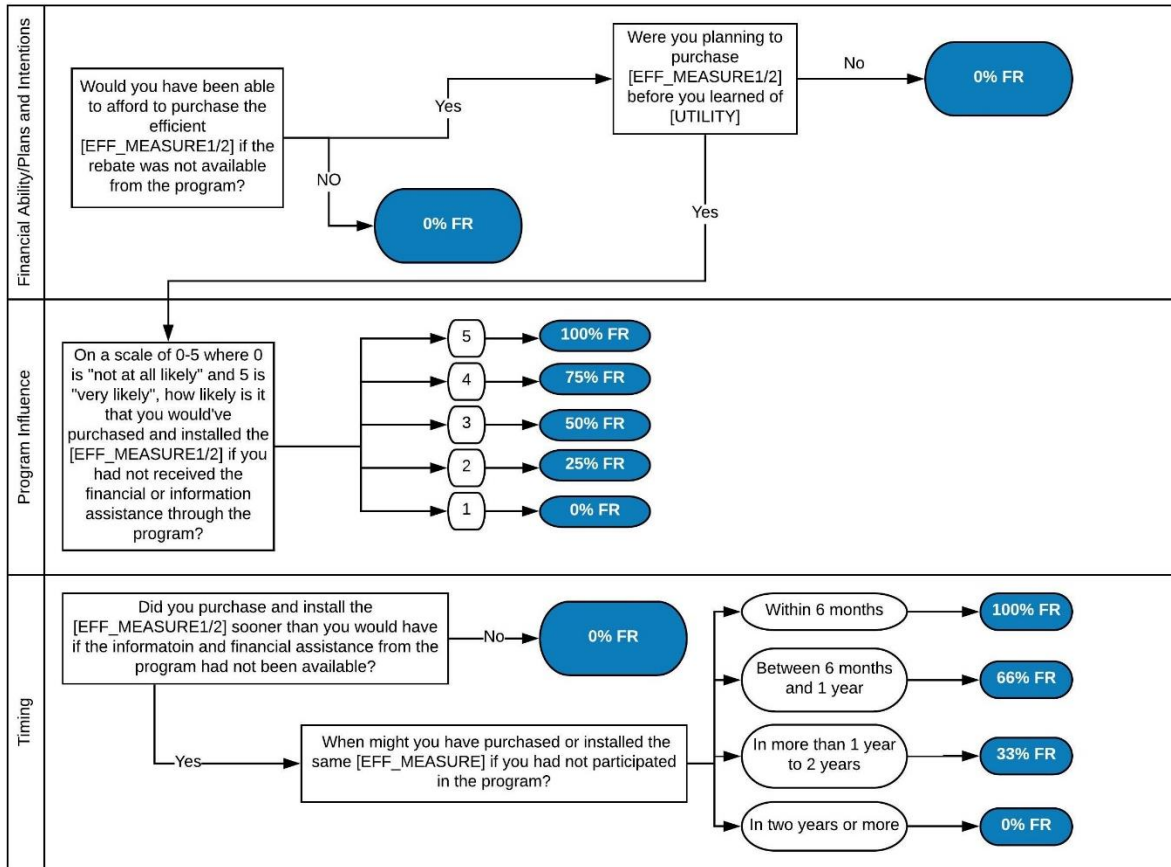 Financial Ability/Plans and Intentions
Would you have been able
to afford to purchase the
efficient
[EFF_MEASURE1/2] if the
rebate was not available
from the program?
Yes
NO
0% FR
Were you planning to
purchase
[EFF_MEASURE1/2]
before you learned of
[UTILITY]
No
0% FR
Yes
Program Influence
On a scale of 0-5 where 0
is "not at all likely" and 5 is
"very likely", how likely is it
that you would've
purchased and installed the
[EFF_MEASURE1/2] if you
had not received the
financial or information
assistance through the
program?
5
100% FR
4
75% FR
3
50% FR
2
25% FR
1
0% FR
Timing
Did you purchase and install the
[EFF_MEASURE1/2] sooner than you would have
if the informatoin and financial assistance from the
program had not been available?
No
0% FR
Yes
When might you have purchased or installed the
same [EFF_MEASURE] if you had not participated
in the program?
Within 6 months
100% FR
Between 6 months
and 1 year
66% FR
In more than 1 year
to 2 years
33% FR
In two years or more
0% FR